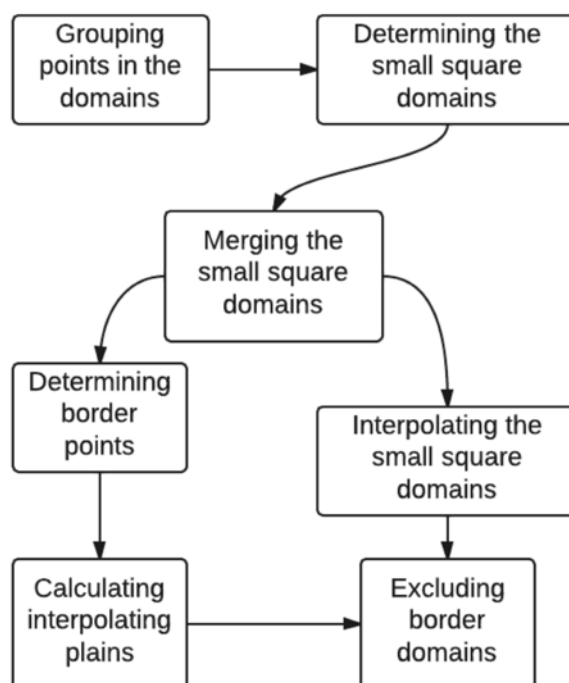 Grouping
points in the
domains
Determining the
small square
domains
Merging the
small square
domains
Determining
border
points
Interpolating the
small square
domains
Calculating
interpolating
plains
Excluding
border
domains